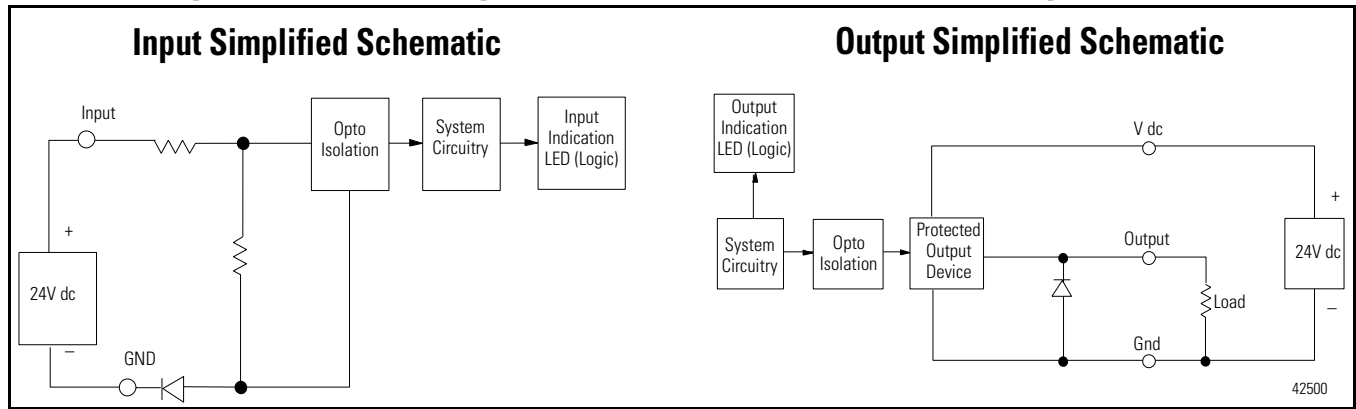 Input Simplified Schematic
Input
+
24V dc
–
GND
Opto
Isolation
System
Circuitry
Input
Indication
LED (Logic)
Output Simplified Schematic
Output
Indication
LED (Logic)
System
Circuitry
Opto
Isolation
Protected
Output
Device
V dc
Output
Load
Gnd
+
24V dc
–
42500